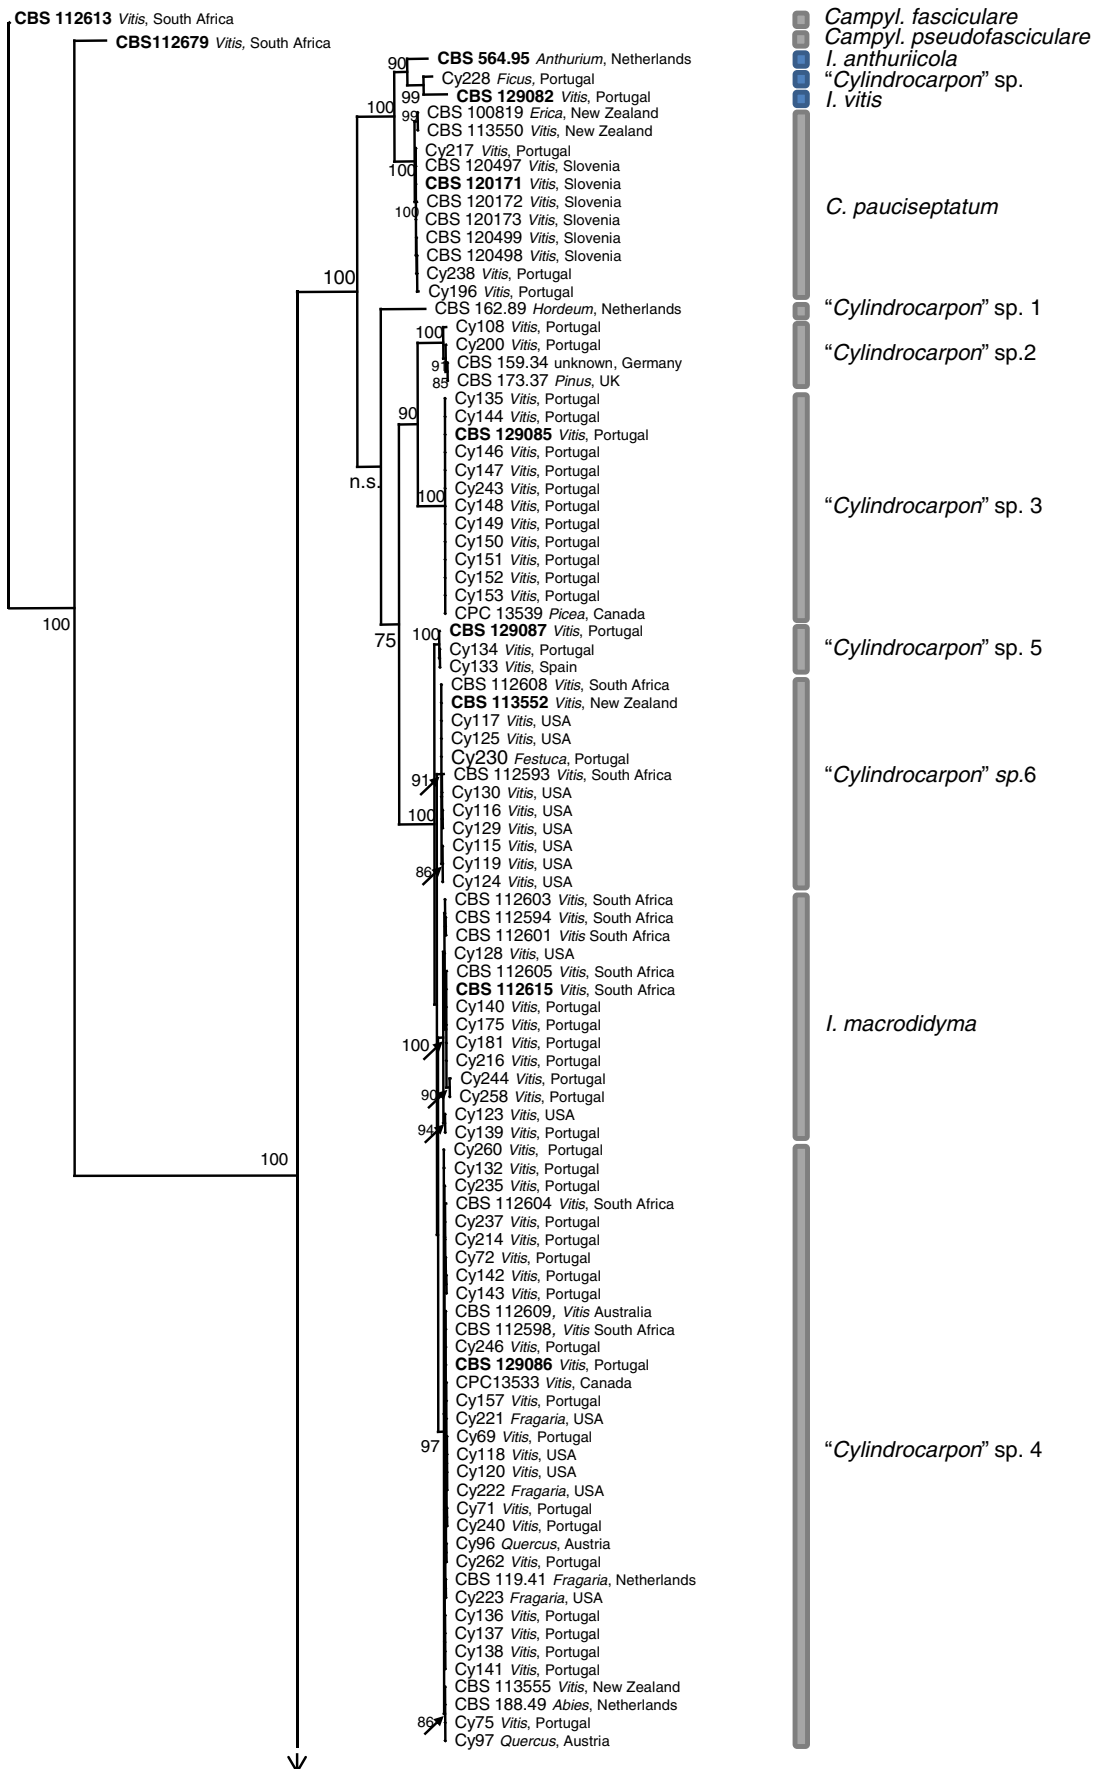 CBS 112613 Vitis, South Africa
Campyl. fasciculare
CBS112679 Vitis, South Africa
Campyl. pseudofasciculare
CBS 564.95 Anthurium, Netherlands
I. anthuriicola
90
Cy228 Ficus, Portugal
“Cylindrocarpon” sp.
99
CBS 129082 Vitis, Portugal
I. vitis
100
99
CBS 100819 Erica, New Zealand
CBS 113550 Vitis, New Zealand
Cy217 Vitis, Portugal
CBS 120497 Vitis, Slovenia
100
CBS 120171 Vitis, Slovenia
CBS 120172 Vitis, Slovenia
C. pauciseptatum
100
CBS 120173 Vitis, Slovenia
CBS 120499 Vitis, Slovenia
CBS 120498 Vitis, Slovenia
Cy238 Vitis, Portugal
100
Cy196 Vitis, Portugal
CBS 162.89 Hordeum, Netherlands
“Cylindrocarpon” sp. 1
Cy108 Vitis, Portugal
100
Cy200 Vitis, Portugal
“Cylindrocarpon” sp.2
91
CBS 159.34 unknown, Germany
85
CBS 173.37 Pinus, UK
Cy135 Vitis, Portugal
90
Cy144 Vitis, Portugal
CBS 129085 Vitis, Portugal
Cy146 Vitis, Portugal
Cy147 Vitis, Portugal
n.s.
Cy243 Vitis, Portugal
100
Cy148 Vitis, Portugal
“Cylindrocarpon” sp. 3
Cy149 Vitis, Portugal
Cy150 Vitis, Portugal
Cy151 Vitis, Portugal
Cy152 Vitis, Portugal
Cy153 Vitis, Portugal
CPC 13539 Picea, Canada
100
75
100
CBS 129087 Vitis, Portugal
Cy134 Vitis, Portugal
“Cylindrocarpon” sp. 5
Cy133 Vitis, Spain
CBS 112608 Vitis, South Africa
CBS 113552 Vitis, New Zealand
Cy117 Vitis, USA
Cy125 Vitis, USA
Cy230 Festuca, Portugal
91
CBS 112593 Vitis, South Africa
“Cylindrocarpon” sp.6
Cy130 Vitis, USA
100
Cy116 Vitis, USA
Cy129 Vitis, USA
Cy115 Vitis, USA
86
Cy119 Vitis, USA
Cy124 Vitis, USA
CBS 112603 Vitis, South Africa
CBS 112594 Vitis, South Africa
CBS 112601 Vitis South Africa
Cy128 Vitis, USA
CBS 112605 Vitis, South Africa
CBS 112615 Vitis, South Africa
Cy140 Vitis, Portugal
Cy175 Vitis, Portugal
I. macrodidyma
100
Cy181 Vitis, Portugal
Cy216 Vitis, Portugal
Cy244 Vitis, Portugal
90
Cy258 Vitis, Portugal
Cy123 Vitis, USA
94
Cy139 Vitis, Portugal
100
Cy260 Vitis, Portugal
Cy132 Vitis, Portugal
Cy235 Vitis, Portugal
CBS 112604 Vitis, South Africa
Cy237 Vitis, Portugal
Cy214 Vitis, Portugal
Cy72 Vitis, Portugal
Cy142 Vitis, Portugal
Cy143 Vitis, Portugal
CBS 112609, Vitis Australia
CBS 112598, Vitis South Africa
Cy246 Vitis, Portugal
CBS 129086 Vitis, Portugal
CPC13533 Vitis, Canada
Cy157 Vitis, Portugal
Cy221 Fragaria, USA
97
Cy69 Vitis, Portugal
Cy118 Vitis, USA
“Cylindrocarpon” sp. 4
Cy120 Vitis, USA
Cy222 Fragaria, USA
Cy71 Vitis, Portugal
Cy240 Vitis, Portugal
Cy96 Quercus, Austria
Cy262 Vitis, Portugal
CBS 119.41 Fragaria, Netherlands
Cy223 Fragaria, USA
Cy136 Vitis, Portugal
Cy137 Vitis, Portugal
Cy138 Vitis, Portugal
Cy141 Vitis, Portugal
CBS 113555 Vitis, New Zealand
CBS 188.49 Abies, Netherlands
86
Cy75 Vitis, Portugal
Cy97 Quercus, Austria